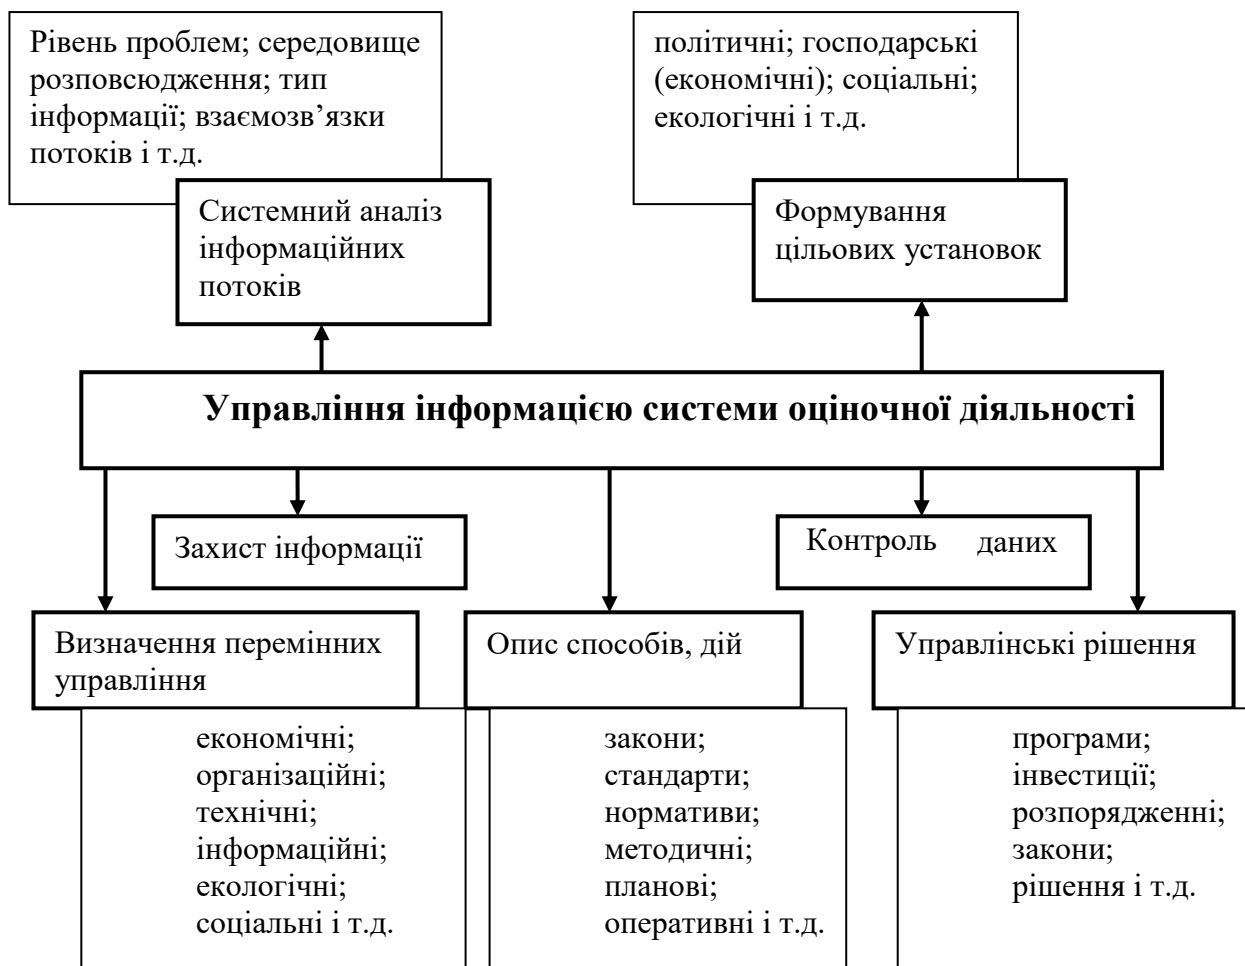 Рівень проблем; середовище
розповсюдження; тип
інформації; взаємозв’язки
потоків і т.д.
політичні; господарські
(економічні); соціальні;
екологічні і т.д.
Системний аналіз
інформаційних
потоків
Формування
цільових установок
Управління інформацією системи оціночної діяльності
Захист інформації
Контроль даних
Визначення перемінних
управління
Опис способів, дій
Управлінські рішення
економічні;
організаційні;
технічні;
інформаційні;
екологічні;
соціальні і т.д.
закони;
стандарти;
нормативи;
методичні;
планові;
оперативні і т.д.
програми;
інвестиції;
розпорядженні;
закони;
рішення і т.д.